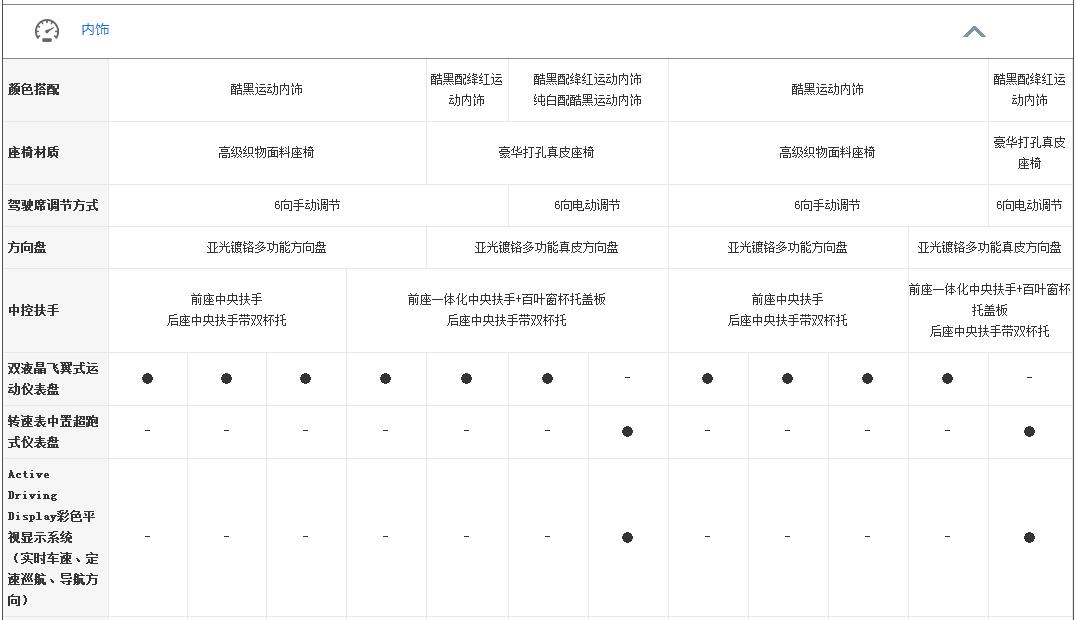 内饰
颜色搭配
酷黑运动内饰
酷黑配绛红运
动内饰
酷黑配绛红运动内饰
纯白配酷黑运动内饰
酷黑运动内饰
酷黑配绛红运
动内饰
座椅材质
高级织物面料座椅
豪华打孔真皮座椅
高级织物面料座椅
豪华打孔真皮
座椅
驾驶席调节方式
6向手动调节
6向电动调节
6向手动调节
6向电动调节
方向盘
亚光镀铬多功能方向盘
亚光镀铬多功能真皮方向盘
亚光镀铬多功能方向盘
亚光镀铬多功能真皮方向盘
中控扶手
前座中央扶手
后座中央扶手带双杯托
前座一体化中央扶手+百叶窗杯托盖板
后座中央扶手带双杯托
前座中央扶手
后座中央扶手带双杯托
前座一体化中央扶手+百叶窗杯
托盖板
后座中央扶手带双杯托
双液晶飞翼式运
动仪表盘
● ● ● ● ● ● - ● ● ● ● -
转速表中置超跑
式仪表盘
- - - - - - ● - - - - ●
Active
Driving
Display彩色平
视显示系统
（实时车速、定
速巡航、导航方
向）
- - - - - - ● - - - - ●